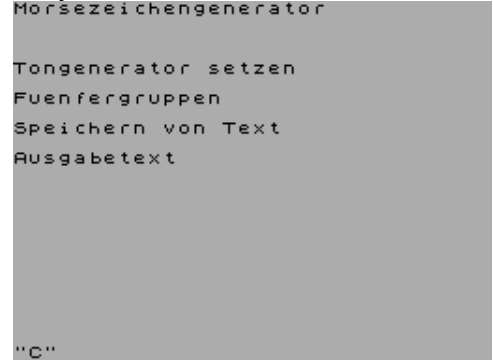 Morsezeichengenerator
Tongenerator setzen
Fuenfergruppen
Speichern von Text
Ausgabetext
"C"